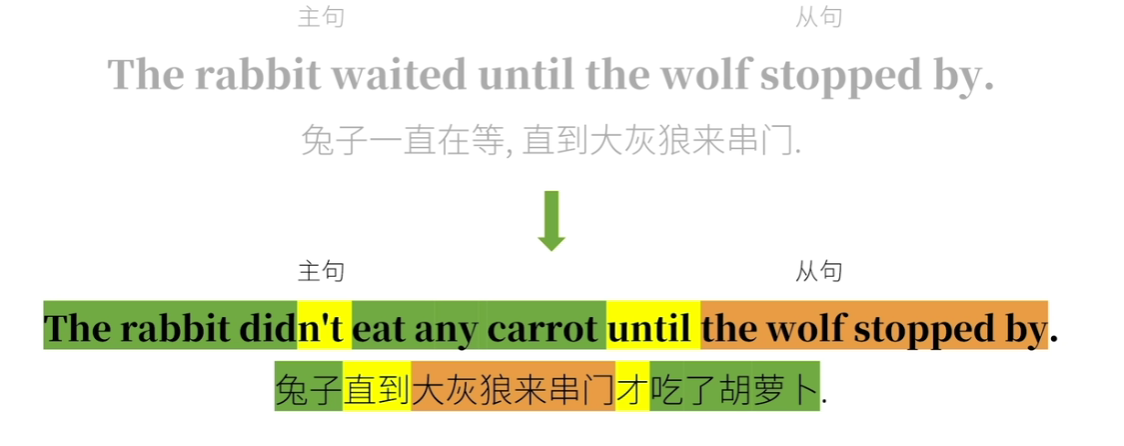 主句 从句
The rabbit waited until the wolf stopped by.
兔子一直在等, 直到大灰狼来串门.
主句 从句
The rabbit didn't eat any carrot until the wolf stopped by.
兔子直到大灰狼来串门才吃了胡萝卜.